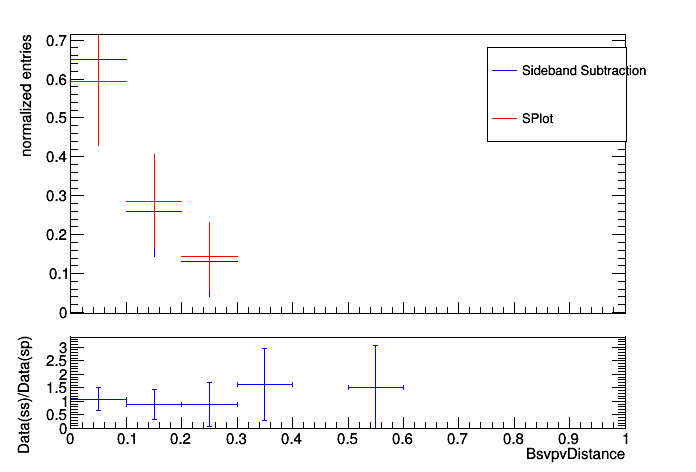 normalized entries
0.7
0.6
0.5
0.4
0.3
0.2
0.1
0
Sideband Subtraction
SPlot
Data(ss)/Data(sp)
3
2.5
2
1.5
1
0.5
0
0 0.1 0.2 0.3 0.4 0.5 0.6 0.7 0.8 0.9 1
BsvpvDistance